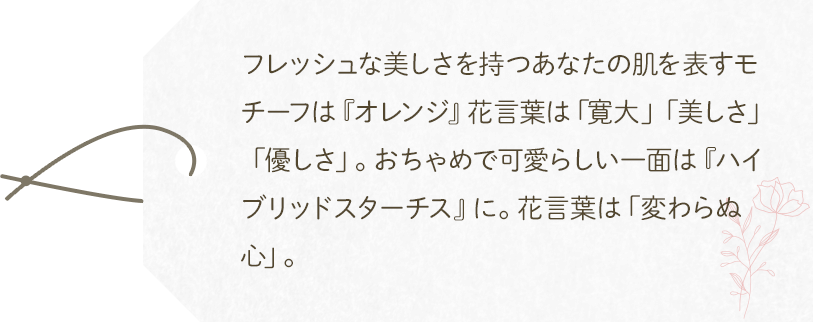 フレッシュな美しさを持つあなたの肌を表すモ
チーフは『オレンジ』花言葉は「寛大」「美しさ」
「優しさ」。おちゃめで可愛らしい一面は『ハイ
ブリッドスターチス』に。花言葉は「変わらぬ
心」。